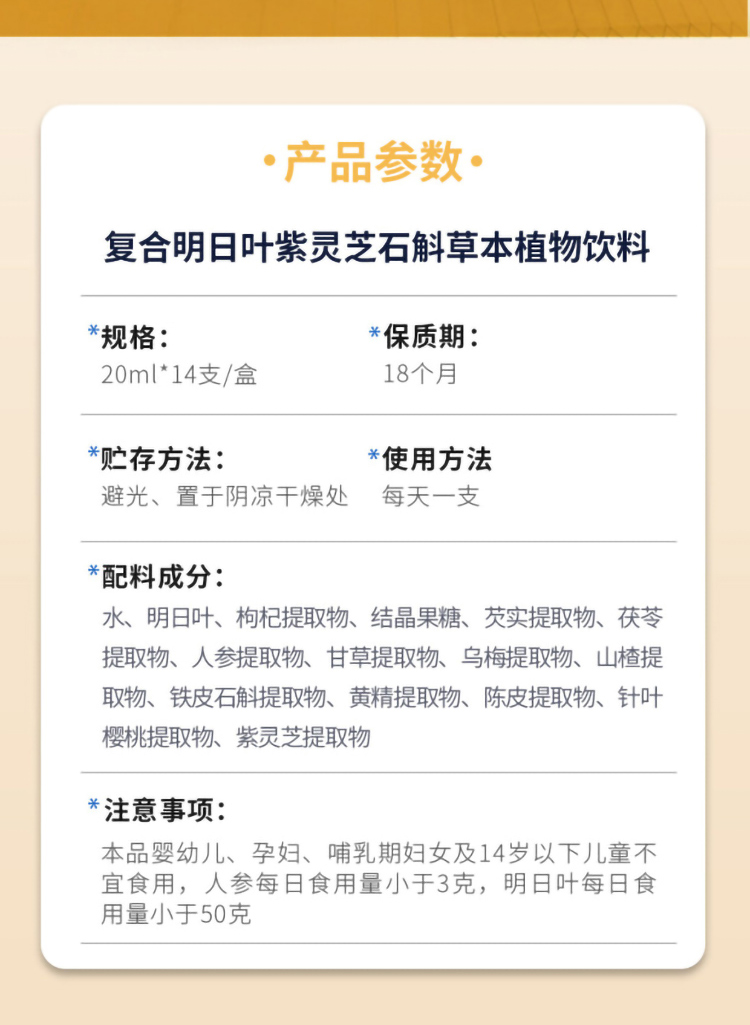 ·产品参数·
复合明日叶紫灵芝石斛草本植物饮料
*规格：
20ml*14支/盒
*保质期：
18个月
*贮存方法：
避光、置于阴凉干燥处
*使用方法
每天一支
*配料成分：
水、明日叶、枸杞提取物、结晶果糖、芡实提取物、茯苓
提取物、人参提取物、甘草提取物、乌梅提取物、山楂提
取物、铁皮石斛提取物、黄精提取物、陈皮提取物、针叶
樱桃提取物、紫灵芝提取物
*注意事项：
本品婴幼儿、孕妇、哺乳期妇女及14岁以下儿童不
宜食用，人参每日食用量小于3克，明日叶每日食
用量小于50克